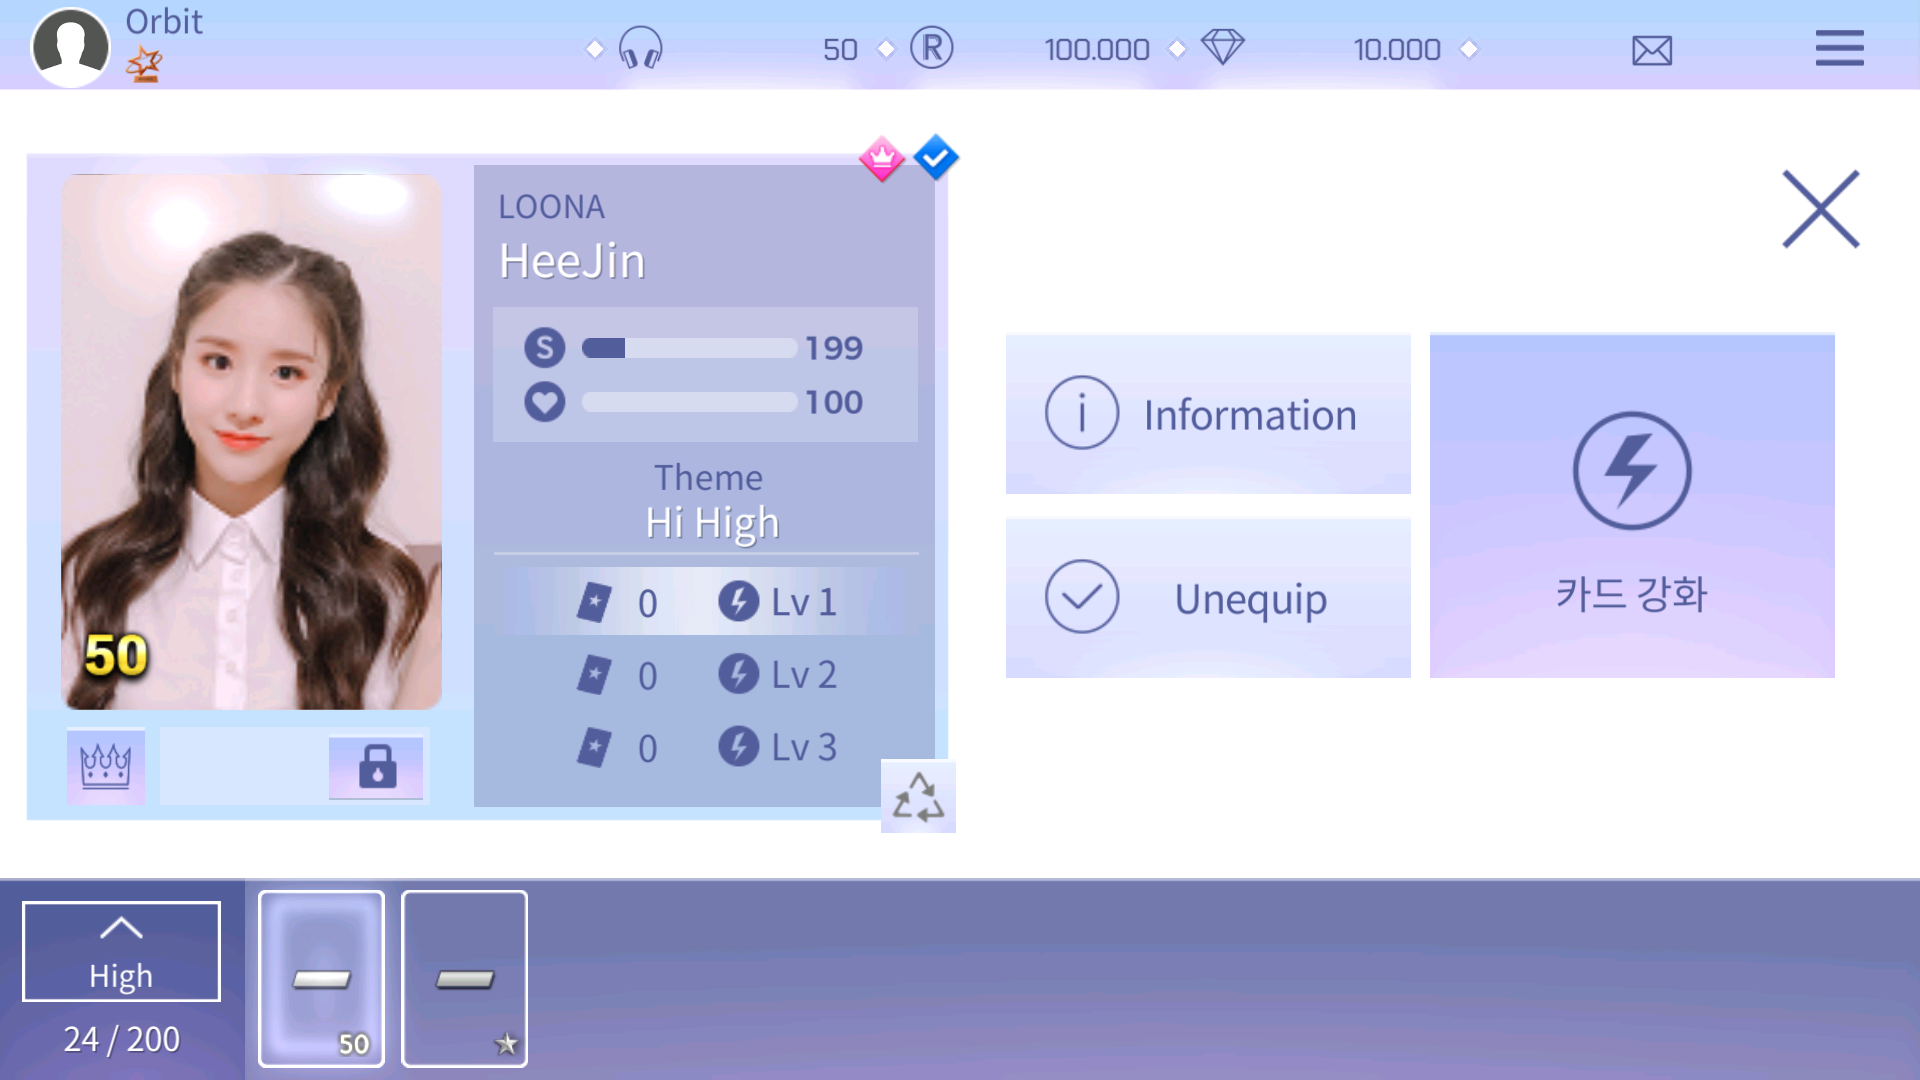 Orbit
50
R
100.000
10.000
LOONA
HeeJin
S
199
100
Theme
Hi High
0
Lv 1
0
Lv 2
0
Lv 3
50
i
Information
Unequip
카드 강화
High
24 / 200
50